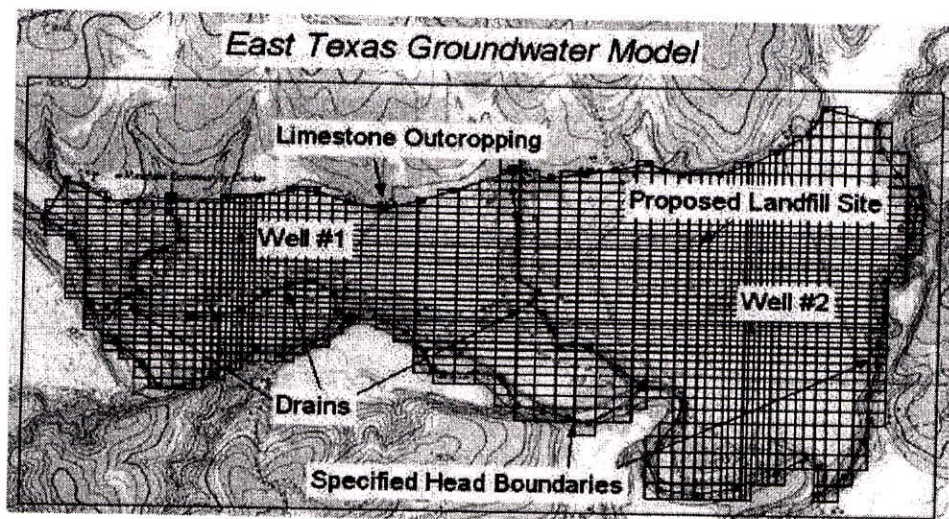 East Texas Groundwater Model
Limestone Outcropping
Proposed Landfill Site
Well #1
Well #2
Drains
Specified Head Boundaries